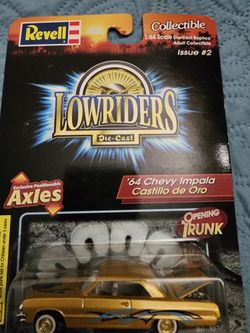 Revell
Collectible
1:64 Scale Die-Cast Replica
Adult Collectible
Issue #2
LOWRIDERS
Die-Cast
'64 Chevy Impala
Castillo de Oro
Exclusive Positionable
Axles
OPENING
TRUNK